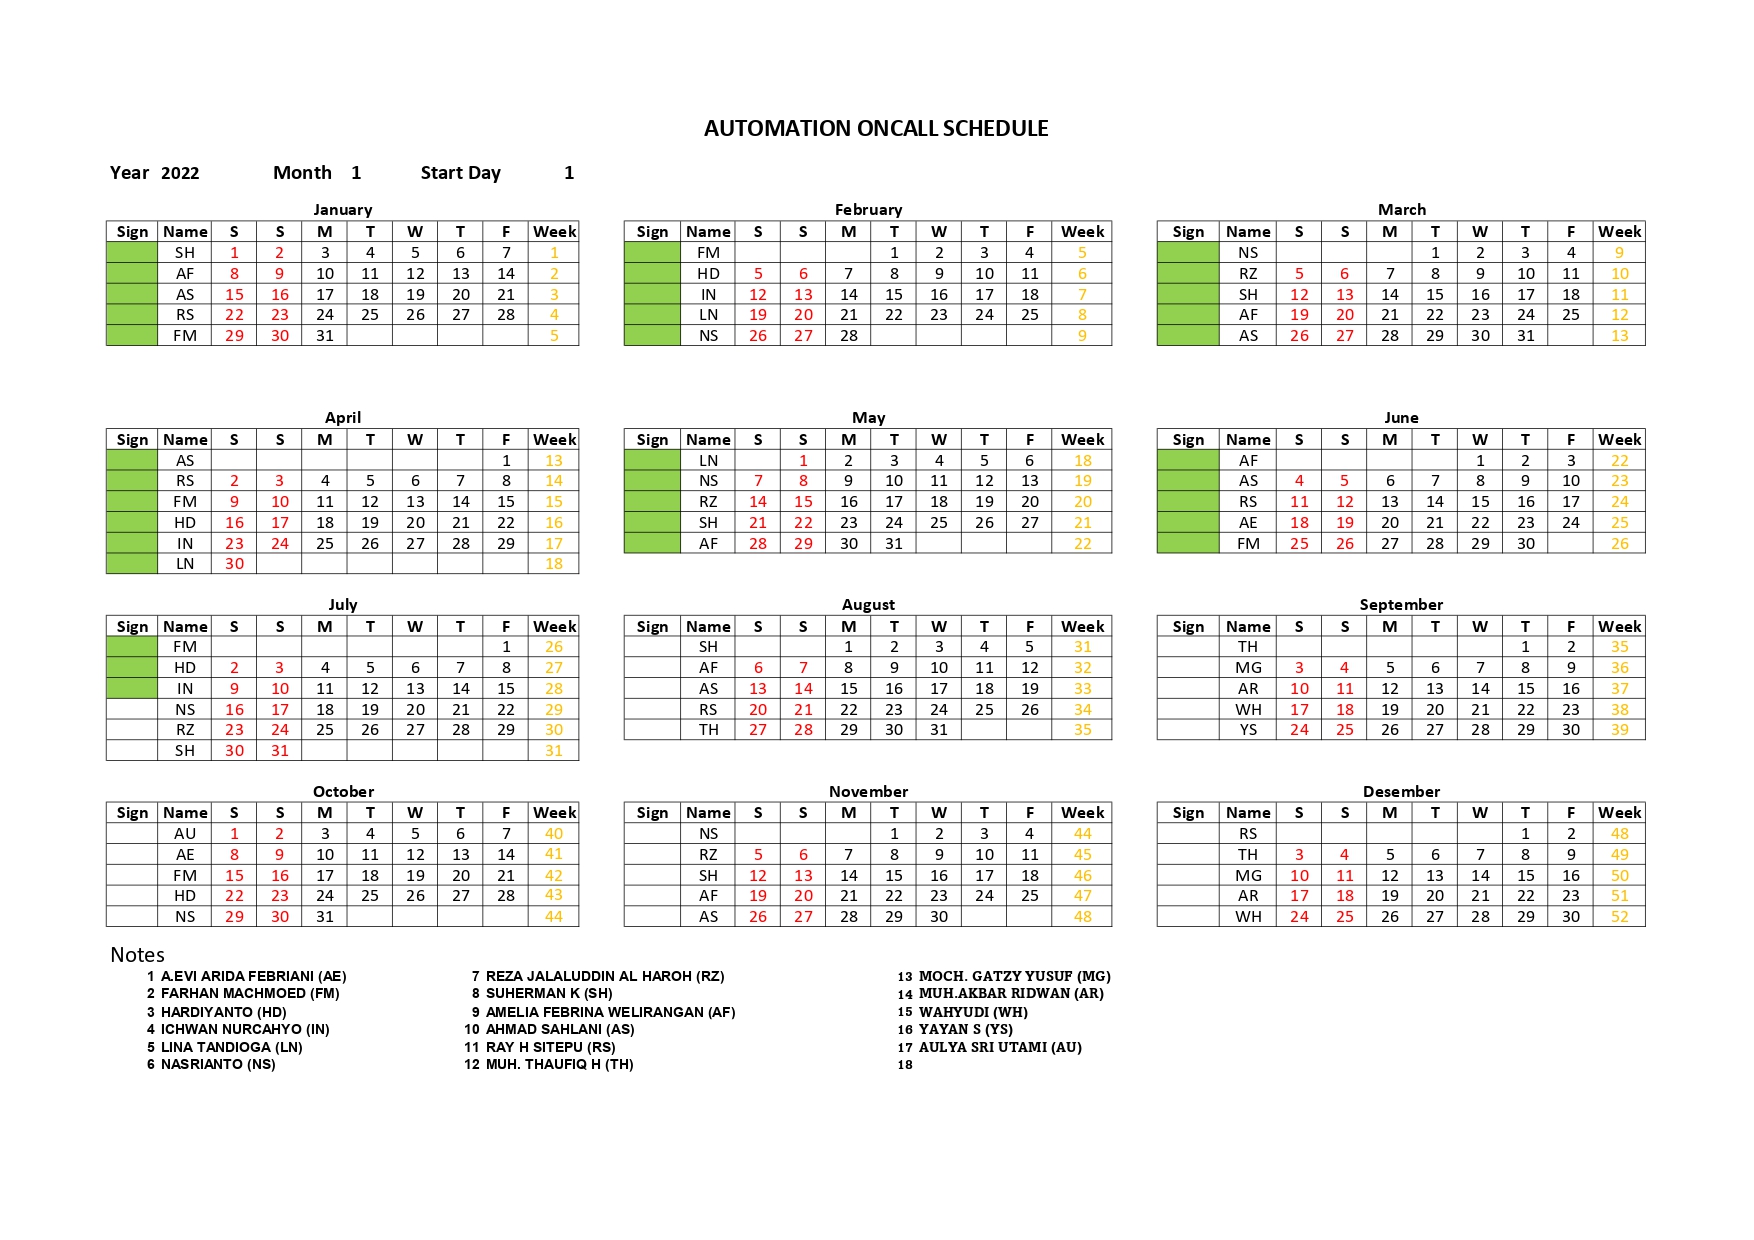 AUTOMATION ONCALL SCHEDULE
Year 2022 Month 1 Start Day 1
January
Sign Name S S M T W T F Week
SH 1 2 3 4 5 6 7 1
AF 8 9 10 11 12 13 14 2
AS 15 16 17 18 19 20 21 3
RS 22 23 24 25 26 27 28 4
FM 29 30 31 5
February
Sign Name S S M T W T F Week
FM 1 2 3 4 5
HD 5 6 7 8 9 10 11 6
IN 12 13 14 15 16 17 18 7
LN 19 20 21 22 23 24 25 8
NS 26 27 28 9
March
Sign Name S S M T W T F Week
NS 1 2 3 4 9
RZ 5 6 7 8 9 10 11 10
SH 12 13 14 15 16 17 18 11
AF 19 20 21 22 23 24 25 12
AS 26 27 28 29 30 31 13
April
Sign Name S S M T W T F Week
AS 1 13
RS 2 3 4 5 6 7 8 14
FM 9 10 11 12 13 14 15 15
HD 16 17 18 19 20 21 22 16
IN 23 24 25 26 27 28 29 17
LN 30 18
May
Sign Name S S M T W T F Week
LN 1 2 3 4 5 6 18
NS 7 8 9 10 11 12 13 19
RZ 14 15 16 17 18 19 20 20
SH 21 22 23 24 25 26 27 21
AF 28 29 30 31 22
June
Sign Name S S M T W T F Week
AF 1 2 3 22
AS 4 5 6 7 8 9 10 23
RS 11 12 13 14 15 16 17 24
AE 18 19 20 21 22 23 24 25
FM 25 26 27 28 29 30 26
July
Sign Name S S M T W T F Week
FM 1 26
HD 2 3 4 5 6 7 8 27
IN 9 10 11 12 13 14 15 28
NS 16 17 18 19 20 21 22 29
RZ 23 24 25 26 27 28 29 30
SH 30 31 31
August
Sign Name S S M T W T F Week
SH 1 2 3 4 5 31
AF 6 7 8 9 10 11 12 32
AS 13 14 15 16 17 18 19 33
RS 20 21 22 23 24 25 26 34
TH 27 28 29 30 31 35
September
Sign Name S S M T W T F Week
TH 1 2 35
MG 3 4 5 6 7 8 9 36
AR 10 11 12 13 14 15 16 37
WH 17 18 19 20 21 22 23 38
YS 24 25 26 27 28 29 30 39
October
Sign Name S S M T W T F Week
AU 1 2 3 4 5 6 7 40
AE 8 9 10 11 12 13 14 41
FM 15 16 17 18 19 20 21 42
HD 22 23 24 25 26 27 28 43
NS 29 30 31 44
November
Sign Name S S M T W T F Week
NS 1 2 3 4 44
RZ 5 6 7 8 9 10 11 45
SH 12 13 14 15 16 17 18 46
AF 19 20 21 22 23 24 25 47
AS 26 27 28 29 30 48
Desember
Sign Name S S M T W T F Week
RS 1 2 48
TH 3 4 5 6 7 8 9 49
MG 10 11 12 13 14 15 16 50
AR 17 18 19 20 21 22 23 51
WH 24 25 26 27 28 29 30 52
Notes
1 A.EVI ARIDA FEBRIANI (AE)
2 FARHAN MACHMOED (FM)
3 HARDIYANTO (HD)
4 ICHWAN NURCAHYO (IN)
5 LINA TANDIOGA (LN)
6 NASRIANTO (NS)
7 REZA JALALUDDIN AL HAROH (RZ)
8 SUHERMAN K (SH)
9 AMELIA FEBRINA WELIRANGAN (AF)
10 AHMAD SAHLANI (AS)
11 RAY H SITEPU (RS)
12 MUH. THAUFIQ H (TH)
13 MOCH. GATZY YUSUF (MG)
14 MUH.AKBAR RIDWAN (AR)
15 WAHYUDI (WH)
16 YAYAN S (YS)
17 AULYA SRI UTAMI (AU)
18